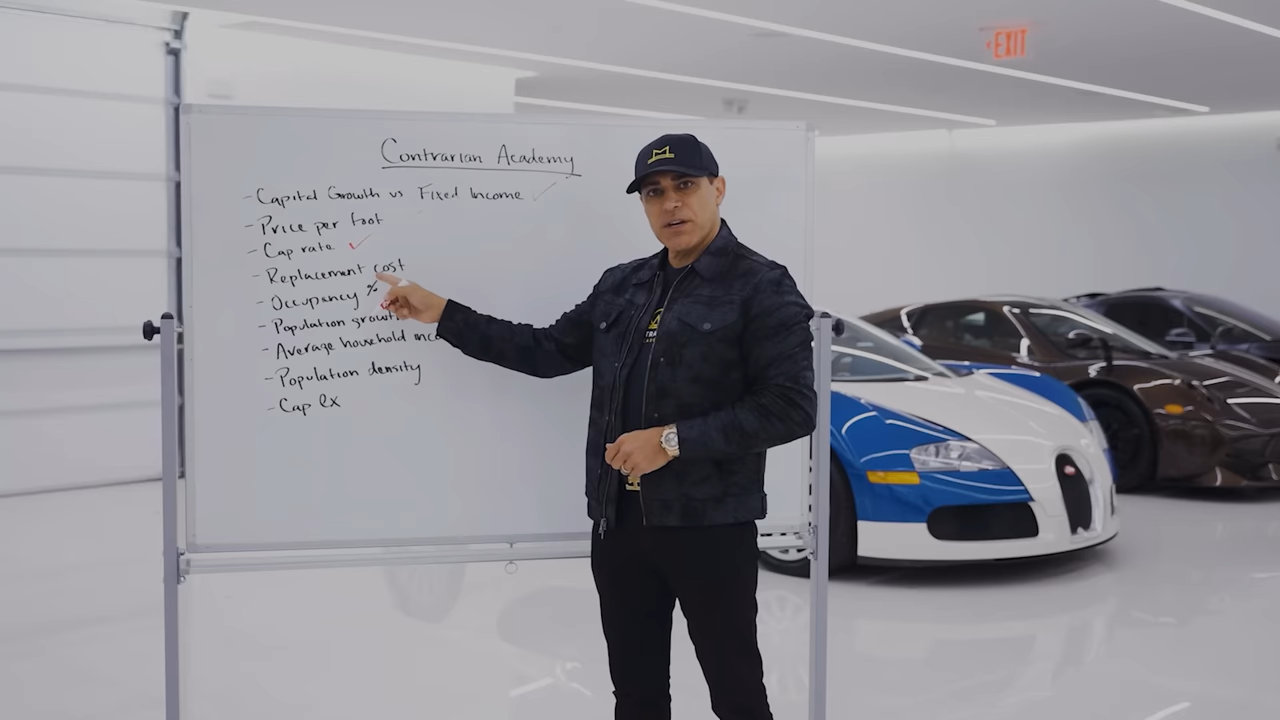 Contrarian Academy
- Capital Growth vs Fixed Income ✓
- Price per foot
- Cap rate ✓
- Replacement cost
- Occupancy %
- Population growth
- Average household
- Population density
- Cap Ex
EXIT